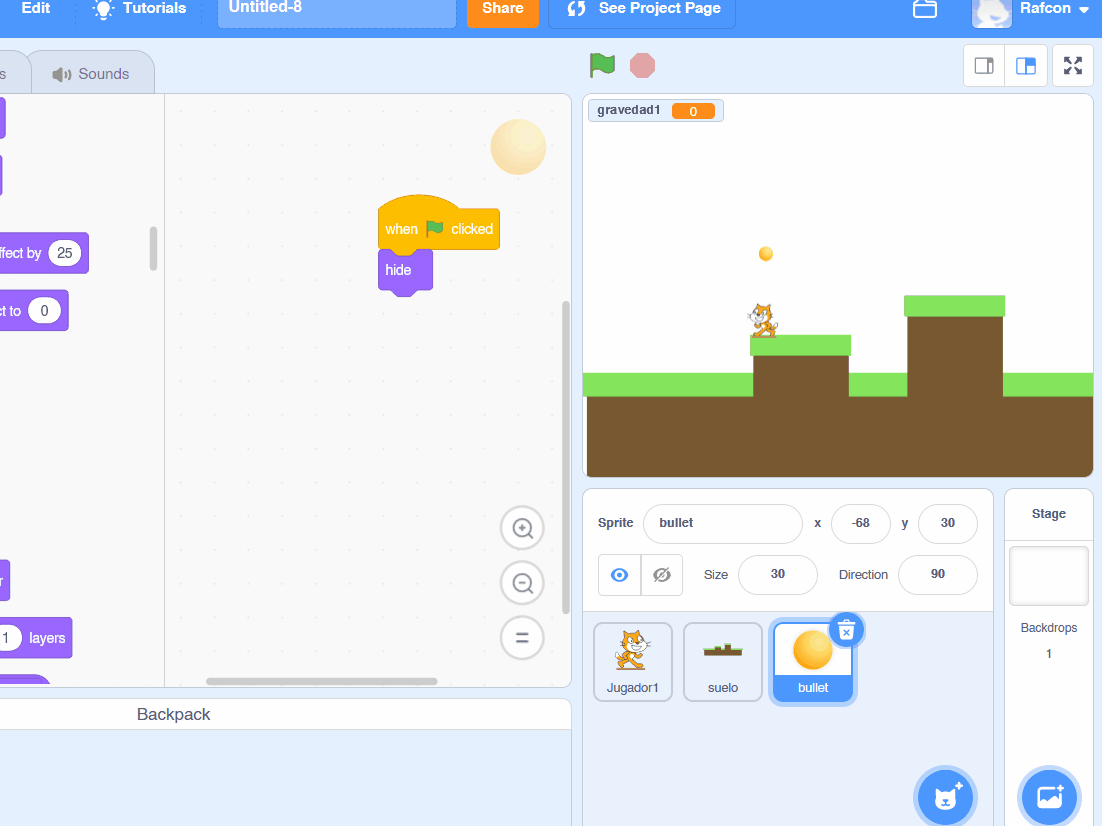 Edit
Tutorials
Untitled-8
Share
See Project Page
Rafcon
Sounds
gravedad1
0
when clicked
hide
by 25
to 0
1 layers
Backpack
Sprite
bullet
x
-68
y
30
Size
30
Direction
90
Jugador1
suelo
bullet
Stage
Backdrops
1